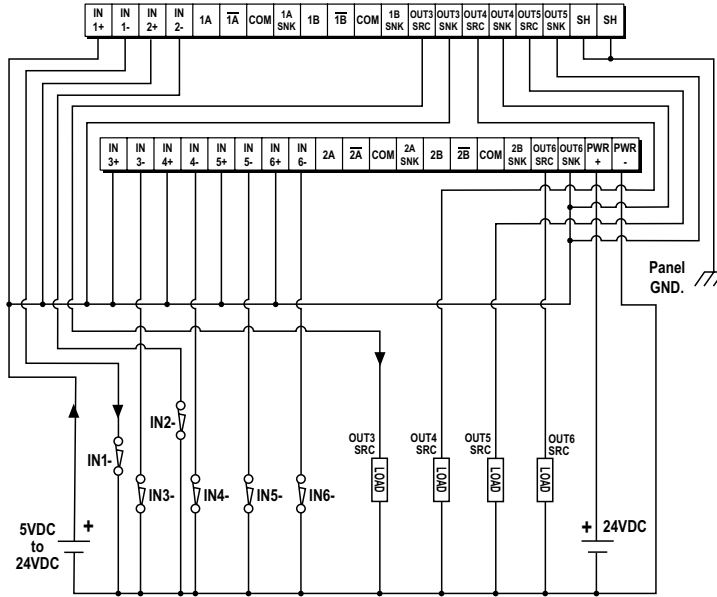 IN 1+ IN 1- IN 2+ IN 2- 1A 1̅A̅ COM 1A SNK 1B 1̅B̅ COM 1B SNK OUT3 SRC OUT3 SNK OUT4 SRC OUT4 SNK OUT5 SRC OUT5 SNK SH SH
IN 3+ IN 3- IN 4+ IN 4- IN 5+ IN 5- IN 6+ IN 6- 2A 2̅A̅ COM 2A SNK 2B 2̅B̅ COM 2B SNK OUT6 SRC OUT6 SNK PWR + PWR -
Panel
GND.
IN2-
IN1-
IN3-
IN4-
IN5-
IN6-
OUT3
SRC
LOAD
OUT4
SRC
LOAD
OUT5
SRC
LOAD
OUT6
SRC
LOAD
5VDC
to
24VDC
+
+ 24VDC